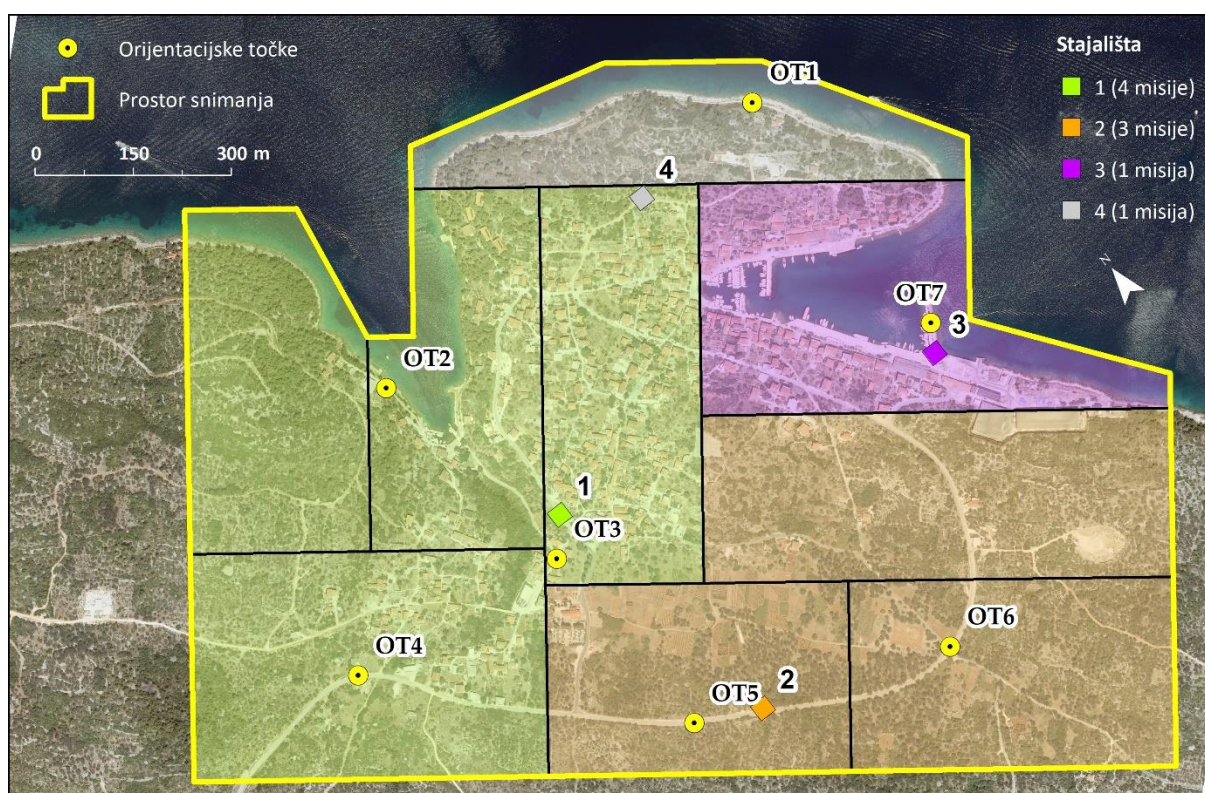 Orijentacijske točke
Prostor snimanja
0 150 300 m
Stajališta
1 (4 misije)
2 (3 misije)
3 (1 misija)
4 (1 misija)
N
OT1
4
OT7
3
OT2
1
OT3
OT6
OT4
2
OT5